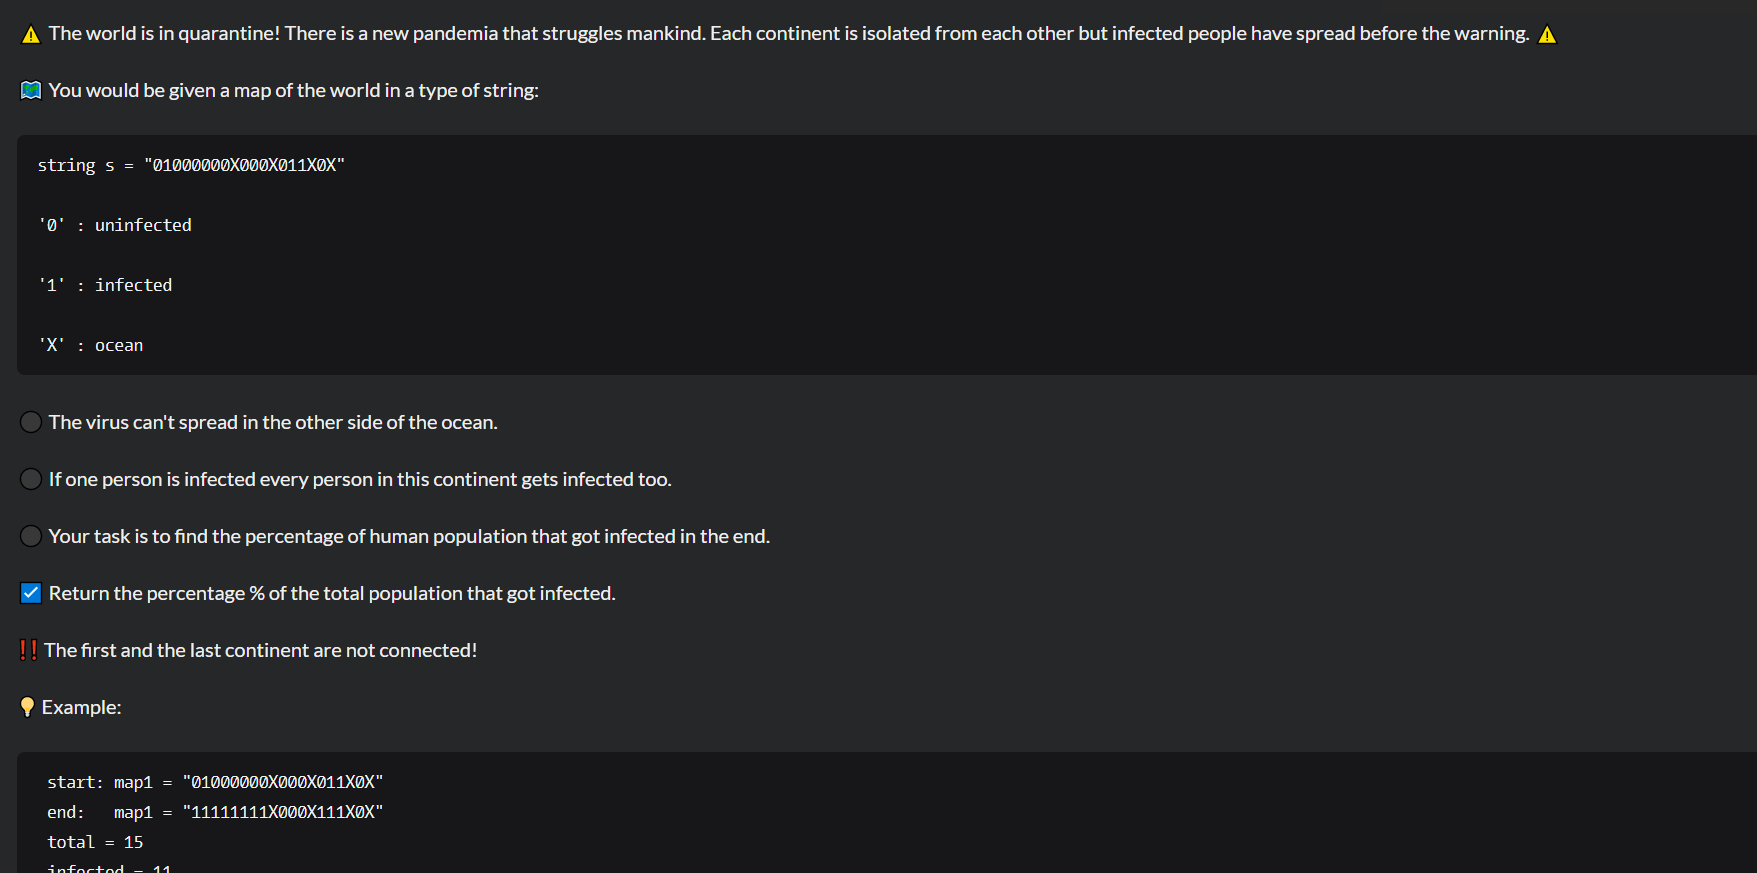 ⚠️ The world is in quarantine! There is a new pandemia that struggles mankind. Each continent is isolated from each other but infected people have spread before the warning. ⚠️
🗺️ You would be given a map of the world in a type of string:
string s = "01000000X000X011X0X"
'0' : uninfected
'1' : infected
'X' : ocean
⚫ The virus can't spread in the other side of the ocean.
⚫ If one person is infected every person in this continent gets infected too.
⚫ Your task is to find the percentage of human population that got infected in the end.
☑️ Return the percentage % of the total population that got infected.
‼️ The first and the last continent are not connected!
💡 Example:
start: map1 = "01000000X000X011X0X"
end:   map1 = "11111111X000X111X0X"
total = 15
infected = 11